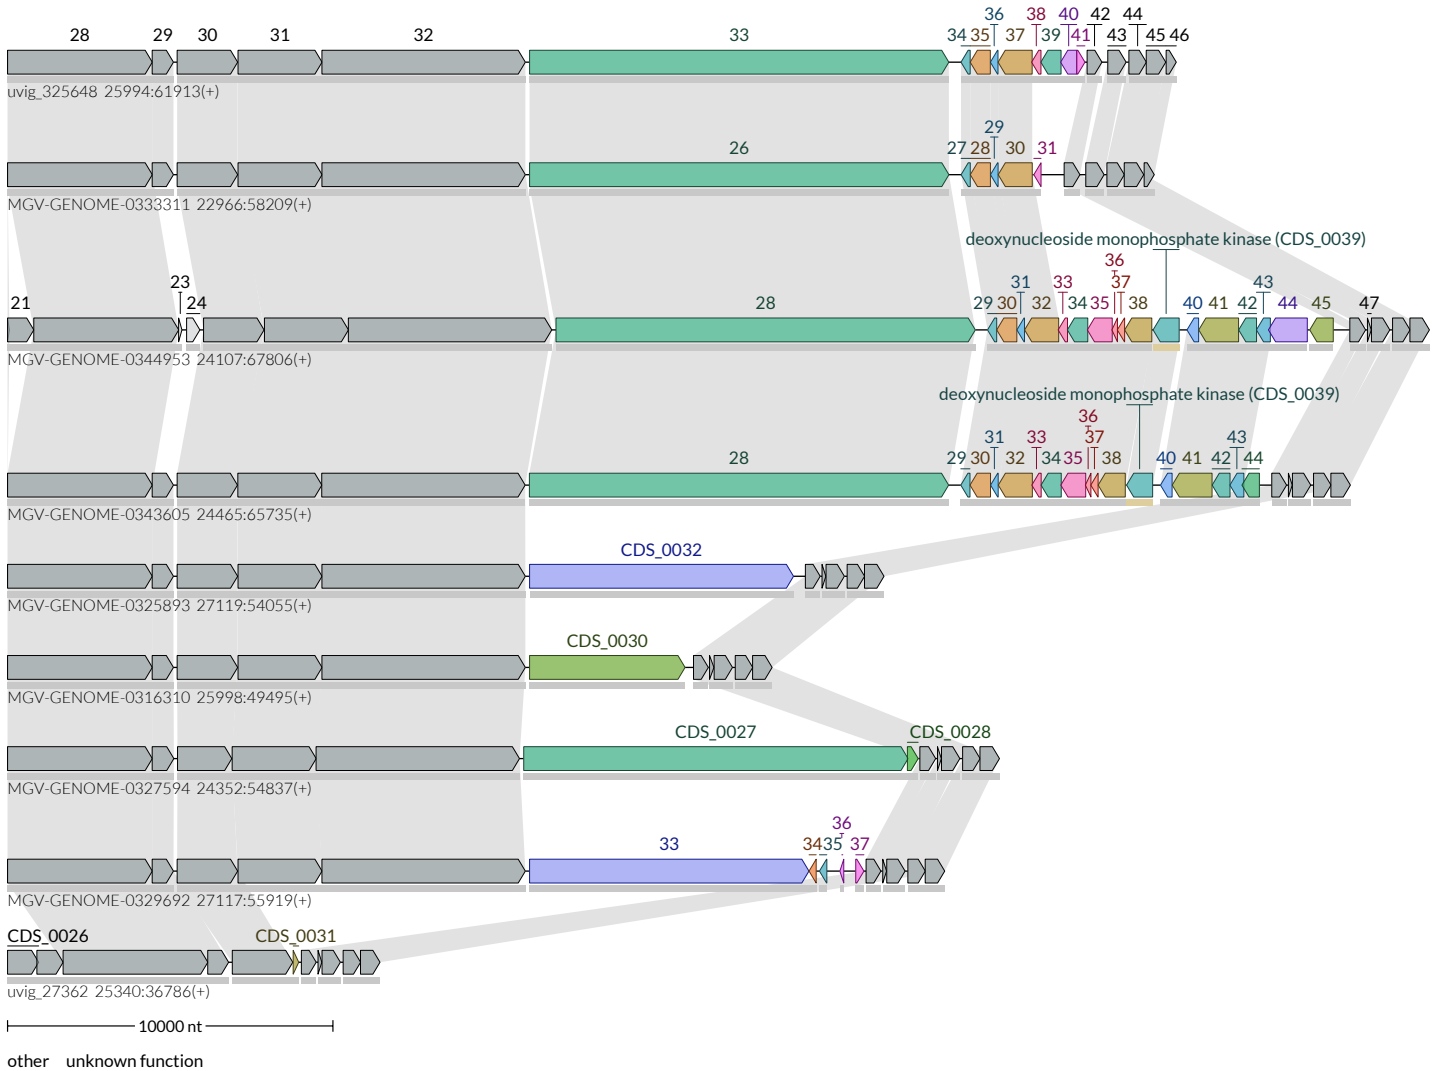 36 38 40 42 44
28 29 30 31 32 33 34 35 37 39 41 43 45 46
uvig_325648 25994:61913(+)
29
26 27 28 30 31
MGV-GENOME-0333311 22966:58209(+)
deoxynucleoside monophosphate kinase (CDS_0039)
36
23 31 33 37 43
21 24 28 29 30 32 34 35 38 40 41 42 44 45 47
MGV-GENOME-0344953 24107:67806(+)
deoxynucleoside monophosphate kinase (CDS_0039)
36
31 33 37 43
28 29 30 32 34 35 38 40 41 42 44
MGV-GENOME-0343605 24465:65735(+)
CDS_0032
MGV-GENOME-0325893 27119:54055(+)
CDS_0030
MGV-GENOME-0316310 25998:49495(+)
CDS_0027 CDS_0028
MGV-GENOME-0327594 24352:54837(+)
36
33 34 35 37
MGV-GENOME-0329692 27117:55919(+)
CDS_0026 CDS_0031
uvig_27362 25340:36786(+)
10000 nt
other unknown function